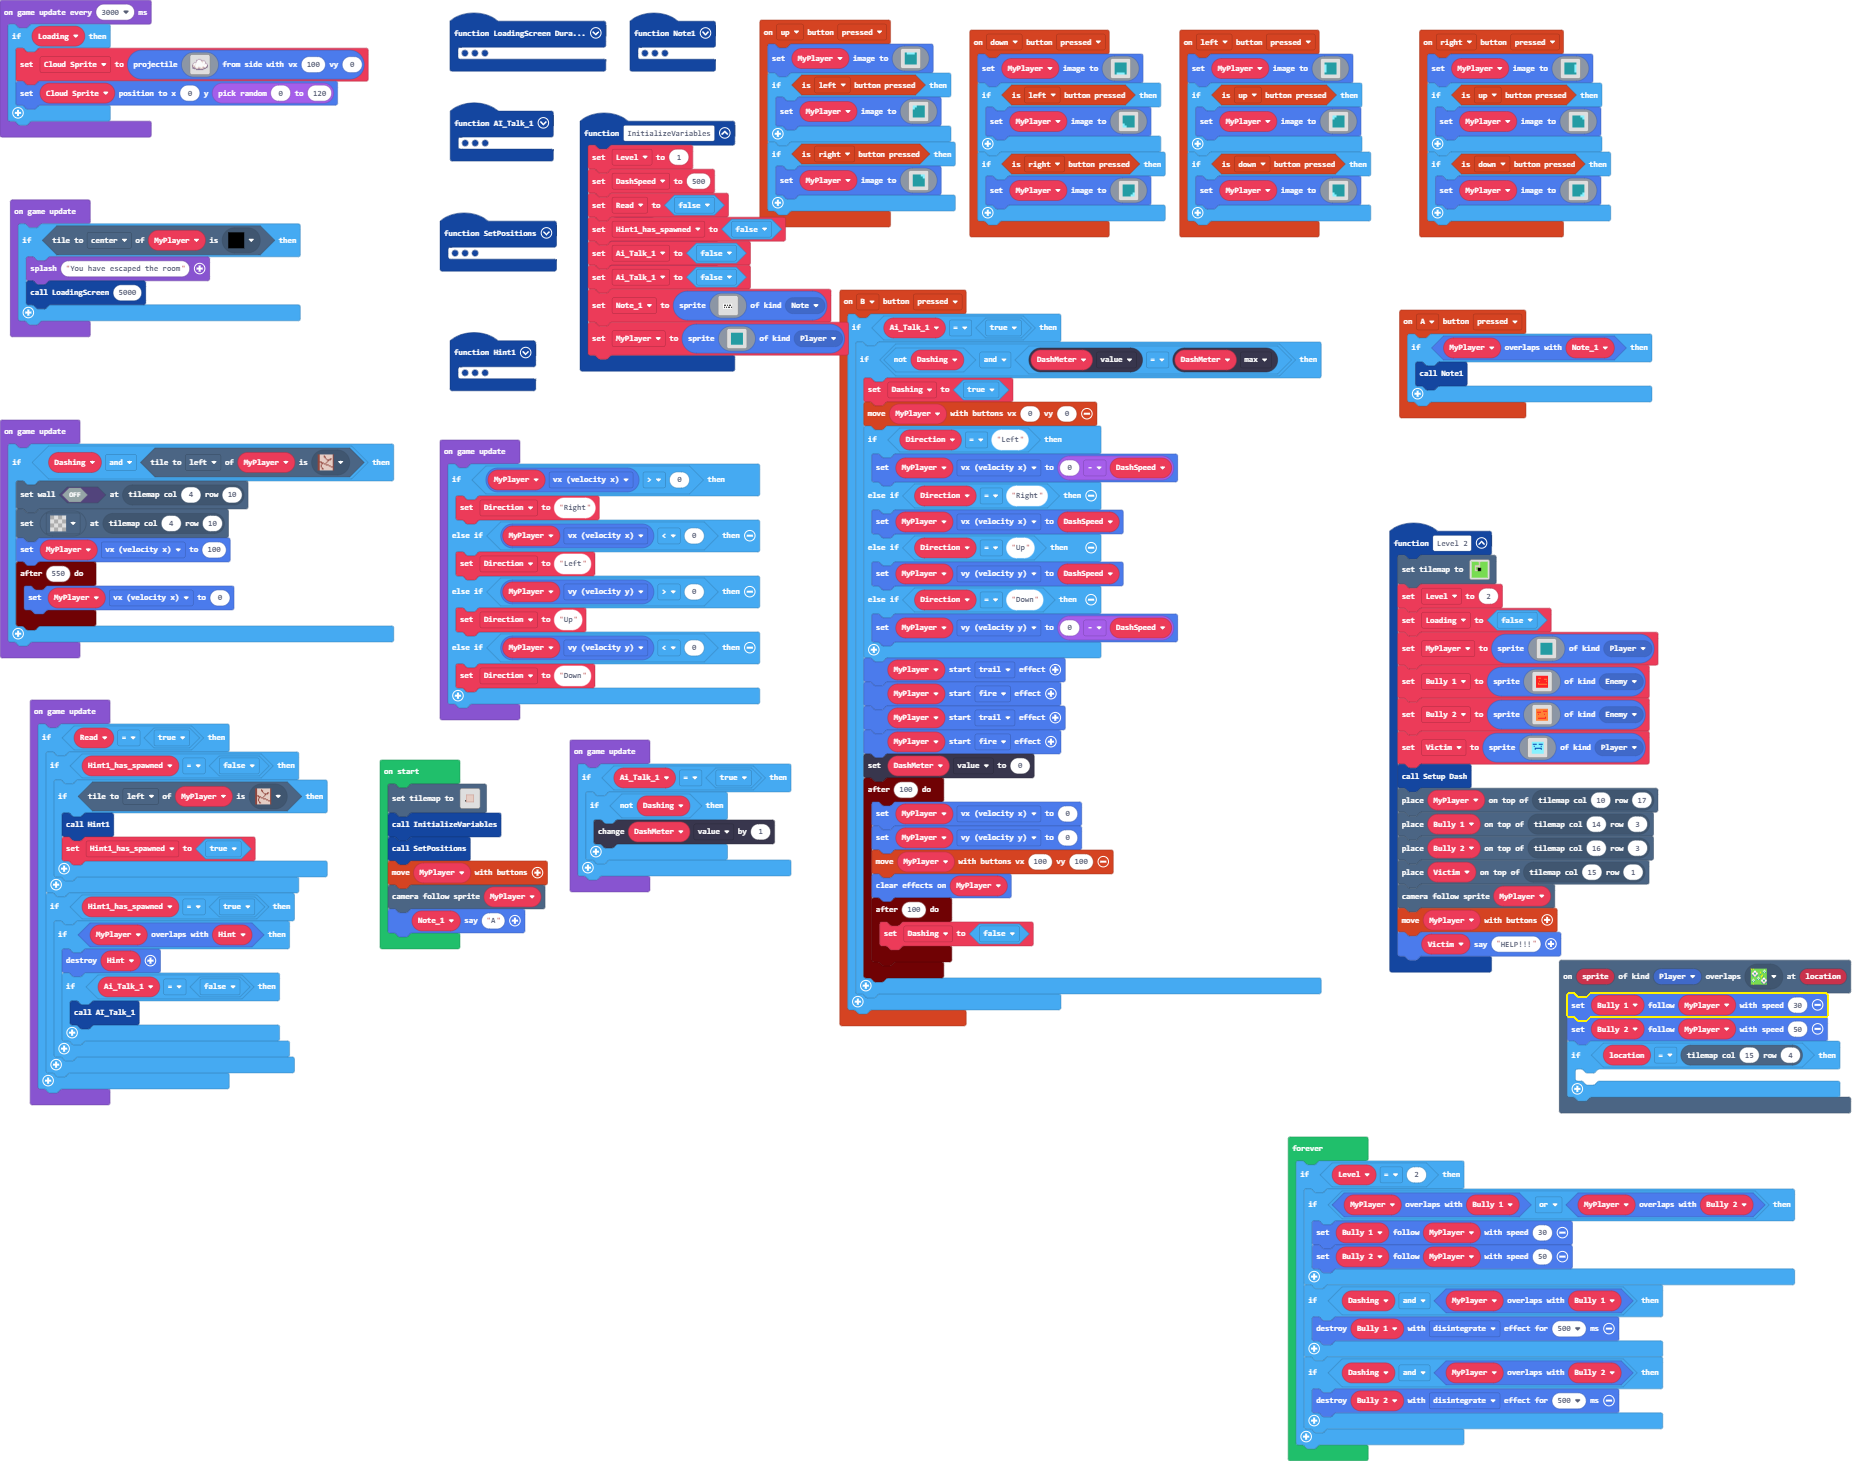 on game update every 3000 ms
if Loading then
set Cloud Sprite to projectile from side with vx 100 vy 0
set Cloud Sprite position to x 0 y pick random 0 to 120
on game update
if tile to center of MyPlayer is then
splash "You have escaped the room"
call LoadingScreen 5000
on game update
if Dashing and tile to left of MyPlayer is then
set wall Off at tilemap col 4 row 10
set at tilemap col 4 row 10
set MyPlayer vx (velocity x) to 100
after 550 do
set MyPlayer vx (velocity x) to 0
on game update
if Read = true then
if Hint1_has_spawned = false then
if tile to left of MyPlayer is then
call Hint1
set Hint1_has_spawned to true
if Hint1_has_spawned = true then
if MyPlayer overlaps with Hint then
destroy Hint
if Ai_Talk_1 = false then
call AI_Talk_1
function LoadingScreen Dura...
function Note1
function AI_Talk_1
function SetPositions
function Hint1
function InitializeVariables
set Level to 1
set DashSpeed to 500
set Read to false
set Hint1_has_spawned to false
set Ai_Talk_1 to false
set Ai_Talk_1 to false
set Note_1 to sprite of kind Note
set MyPlayer to sprite of kind Player
on game update
if MyPlayer vx (velocity x) > 0 then
set Direction to "Right"
else if MyPlayer vx (velocity x) < 0 then
set Direction to "Left"
else if MyPlayer vy (velocity y) > 0 then
set Direction to "Up"
else if MyPlayer vy (velocity y) < 0 then
set Direction to "Down"
on start
set tilemap to
call InitializeVariables
call SetPositions
move MyPlayer with buttons
camera follow sprite MyPlayer
Note_1 say "A"
on game update
if Ai_Talk_1 = true then
if not Dashing then
change DashMeter value by 1
on up button pressed
set MyPlayer image to
if is left button pressed then
set MyPlayer image to
if is right button pressed then
set MyPlayer image to
on down button pressed
set MyPlayer image to
if is left button pressed then
set MyPlayer image to
if is right button pressed then
set MyPlayer image to
on left button pressed
set MyPlayer image to
if is up button pressed then
set MyPlayer image to
if is down button pressed then
set MyPlayer image to
on right button pressed
set MyPlayer image to
if is up button pressed then
set MyPlayer image to
if is down button pressed then
set MyPlayer image to
on B button pressed
if Ai_Talk_1 = true then
if not Dashing and DashMeter value = DashMeter max then
set Dashing to true
move MyPlayer with buttons vx 0 vy 0
if Direction = "Left" then
set MyPlayer vx (velocity x) to 0 - DashSpeed
else if Direction = "Right" then
set MyPlayer vx (velocity x) to DashSpeed
else if Direction = "Up" then
set MyPlayer vy (velocity y) to DashSpeed
else if Direction = "Down" then
set MyPlayer vy (velocity y) to 0 - DashSpeed
MyPlayer start trail effect
MyPlayer start fire effect
MyPlayer start trail effect
MyPlayer start fire effect
set DashMeter value to 0
after 100 do
set MyPlayer vx (velocity x) to 0
set MyPlayer vy (velocity y) to 0
move MyPlayer with buttons vx 100 vy 100
clear effects on MyPlayer
after 100 do
set Dashing to false
on A button pressed
if MyPlayer overlaps with Note_1 then
call Note1
function Level 2
set tilemap to
set Level to 2
set Loading to false
set MyPlayer to sprite of kind Player
set Bully 1 to sprite of kind Enemy
set Bully 2 to sprite of kind Enemy
set Victim to sprite of kind Player
call Setup Dash
place MyPlayer on top of tilemap col 10 row 17
place Bully 1 on top of tilemap col 14 row 3
place Bully 2 on top of tilemap col 16 row 3
place Victim on top of tilemap col 15 row 1
camera follow sprite MyPlayer
move MyPlayer with buttons
Victim say "HELP!!!"
on sprite of kind Player overlaps at location
set Bully 1 follow MyPlayer with speed 30
set Bully 2 follow MyPlayer with speed 50
if location = tilemap col 15 row 4 then
forever
if Level = 2 then
if MyPlayer overlaps with Bully 1 or MyPlayer overlaps with Bully 2 then
set Bully 1 follow MyPlayer with speed 30
set Bully 2 follow MyPlayer with speed 50
if Dashing and MyPlayer overlaps with Bully 1 then
destroy Bully 1 with disintegrate effect for 500 ms
if Dashing and MyPlayer overlaps with Bully 2 then
destroy Bully 2 with disintegrate effect for 500 ms